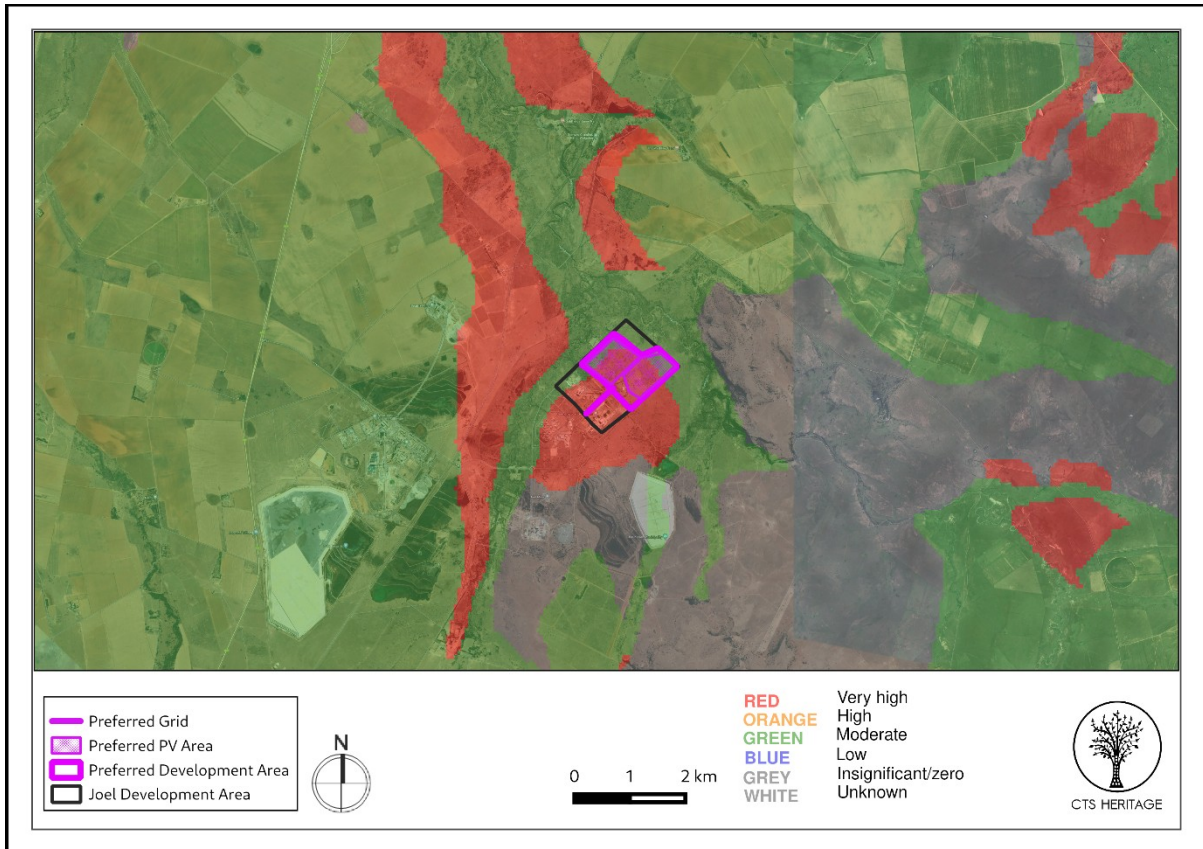 Preferred Grid
Preferred PV Area
Preferred Development Area
Joel Development Area
N
0 1 2 km
RED Very high
ORANGE High
GREEN Moderate
BLUE Low
GREY Insignificant/zero
WHITE Unknown
CTS HERITAGE